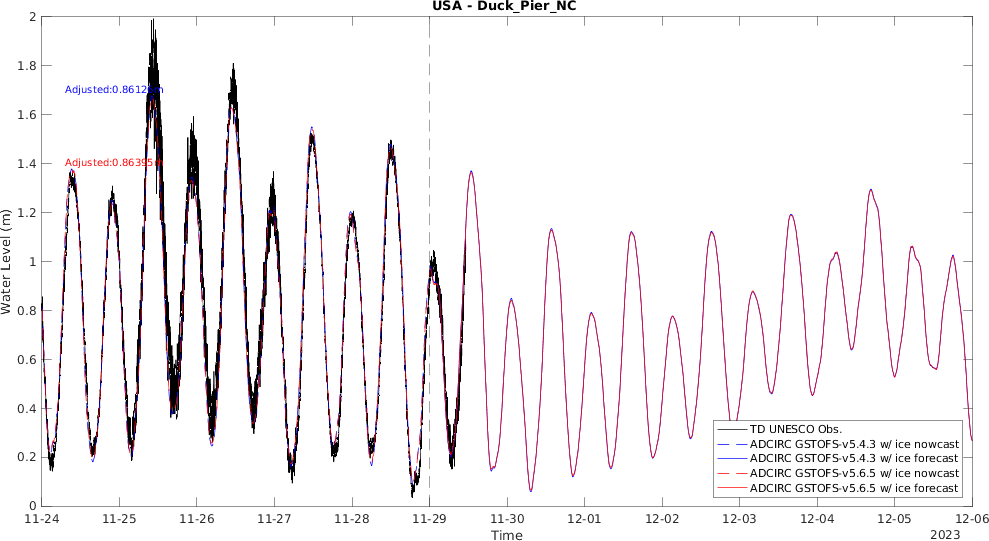 USA - Duck_Pier_NC
2
1.8
1.6
1.4
1.2
1
0.8
0.6
0.4
0.2
0
Water Level (m)
Adjusted:0.8612
Adjusted:0.86395
TD UNESCO Obs.
ADCIRC GSTOFS-v5.4.3 w/ ice nowcast
ADCIRC GSTOFS-v5.4.3 w/ ice forecast
ADCIRC GSTOFS-v5.6.5 w/ ice nowcast
ADCIRC GSTOFS-v5.6.5 w/ ice forecast
11-24 11-25 11-26 11-27 11-28 11-29 11-30 12-01 12-02 12-03 12-04 12-05 12-06
Time
2023